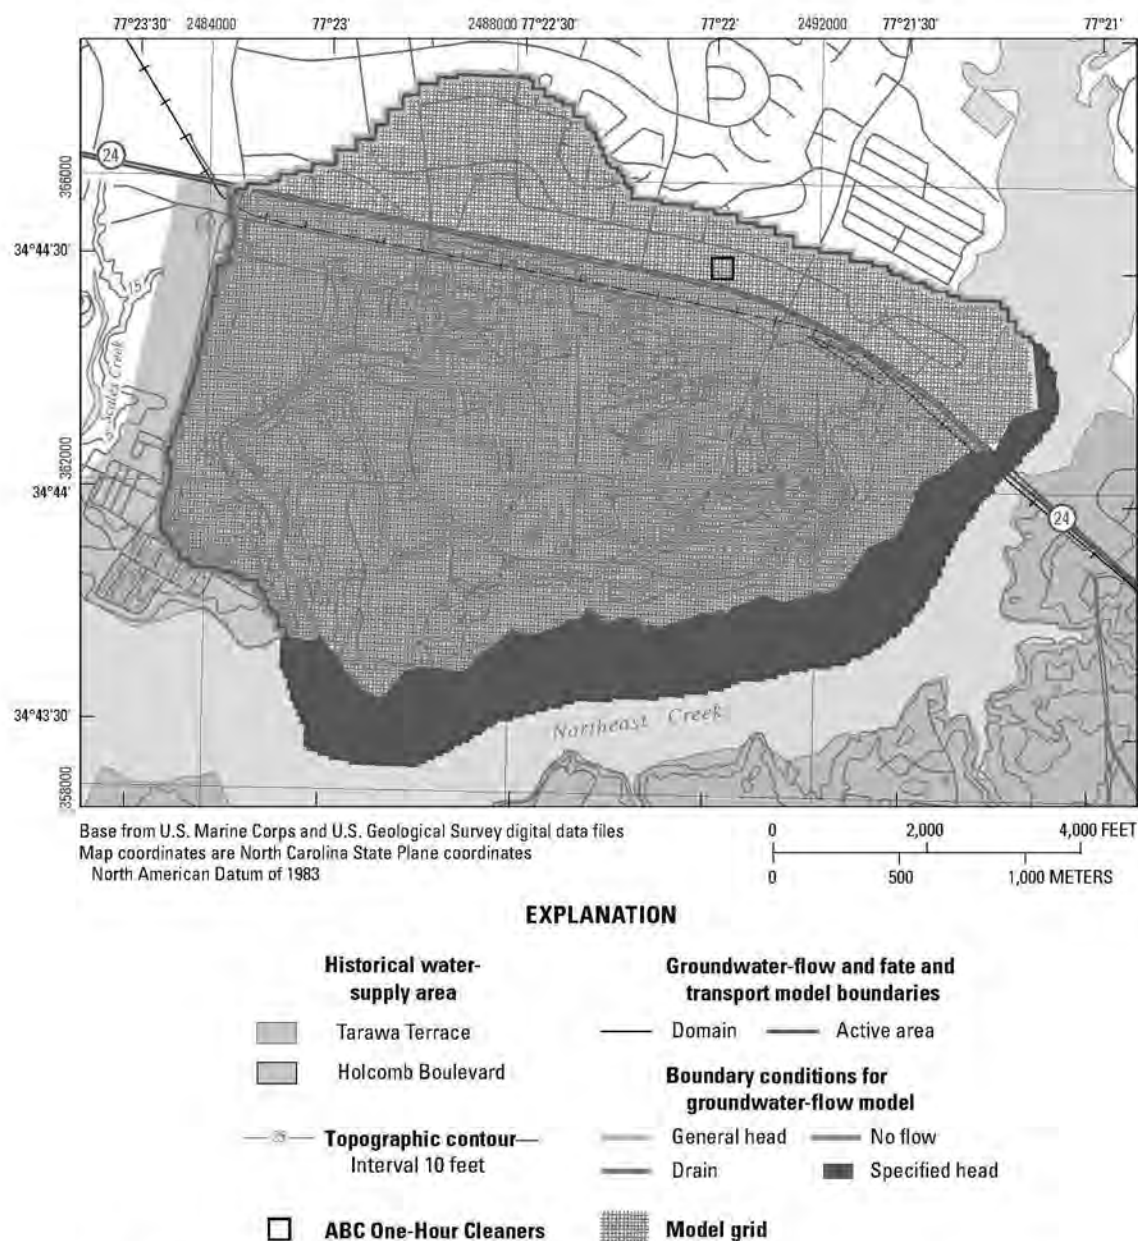 77°23'30" 2484000 77°23' 2488000 77°22'30" 77°22' 2492000 77°21'30" 77°21'
24
366000
34°44'30"
15
Scales Creek
362000
34°44'
24
34°43'30"
Northeast Creek
358000
Base from U.S. Marine Corps and U.S. Geological Survey digital data files
Map coordinates are North Carolina State Plane coordinates
North American Datum of 1983
0 2,000 4,000 FEET
0 500 1,000 METERS
EXPLANATION
Historical water-
supply area
Tarawa Terrace
Holcomb Boulevard
Topographic contour—
Interval 10 feet
ABC One-Hour Cleaners
Groundwater-flow and fate and
transport model boundaries
Domain Active area
Boundary conditions for
groundwater-flow model
General head No flow
Drain Specified head
Model grid